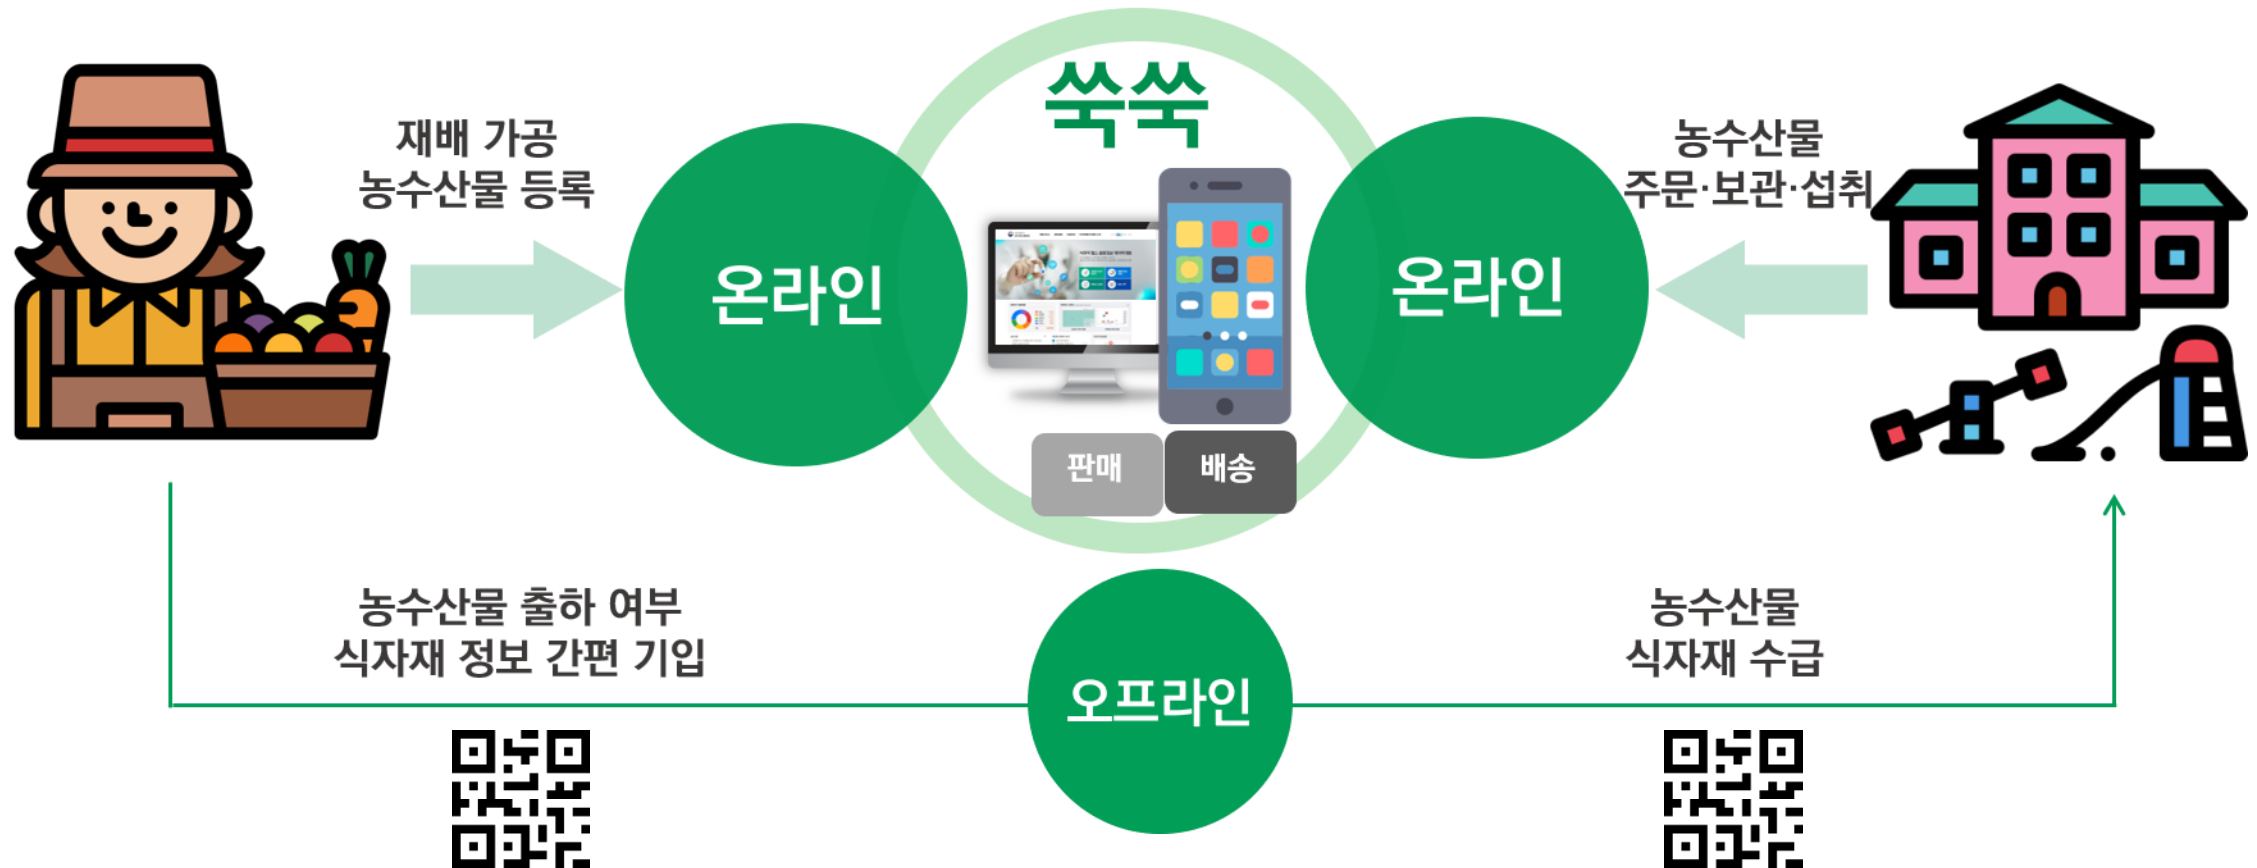 쑥쑥
재배 가공
농수산물 등록
농수산물
주문·보관·섭취
온라인
온라인
판매
배송
농수산물 출하 여부
식자재 정보 간편 기입
농수산물
식자재 수급
오프라인